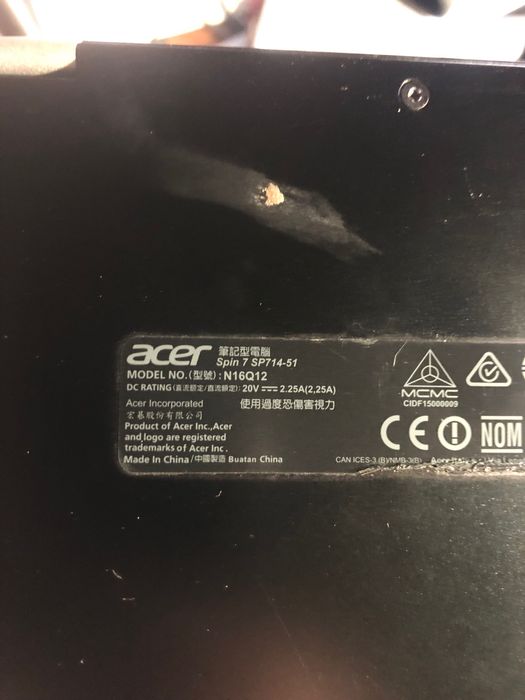 acer 筆記型電腦
Spin 7 SP714-51
MODEL NO.(型號) : N16Q12
DC RATING(直流額定/直流額定): 20V ⎓ 2.25A(2,25A)
Acer Incorporated 使用過度恐傷害視力
宏碁股份有限公司
Product of Acer Inc.,Acer
and logo are registered
trademarks of Acer Inc.
Made In China/中國製造 Buatan China
MCMC
CIDF15000009
CE
NOM
CAN ICES-3 (B)/NMB-3(B)